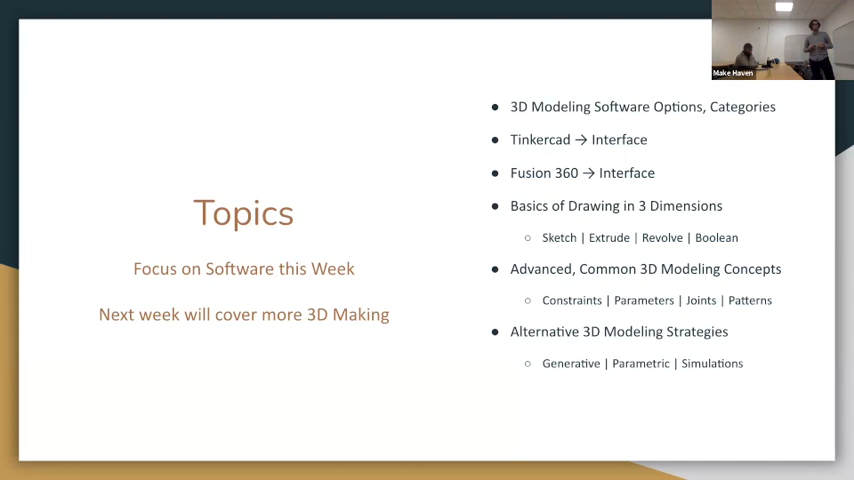 Make Haven
Topics
Focus on Software this Week
Next week will cover more 3D Making
● 3D Modeling Software Options, Categories
● Tinkercad → Interface
● Fusion 360 → Interface
● Basics of Drawing in 3 Dimensions
○ Sketch | Extrude | Revolve | Boolean
● Advanced, Common 3D Modeling Concepts
○ Constraints | Parameters | Joints | Patterns
● Alternative 3D Modeling Strategies
○ Generative | Parametric | Simulations